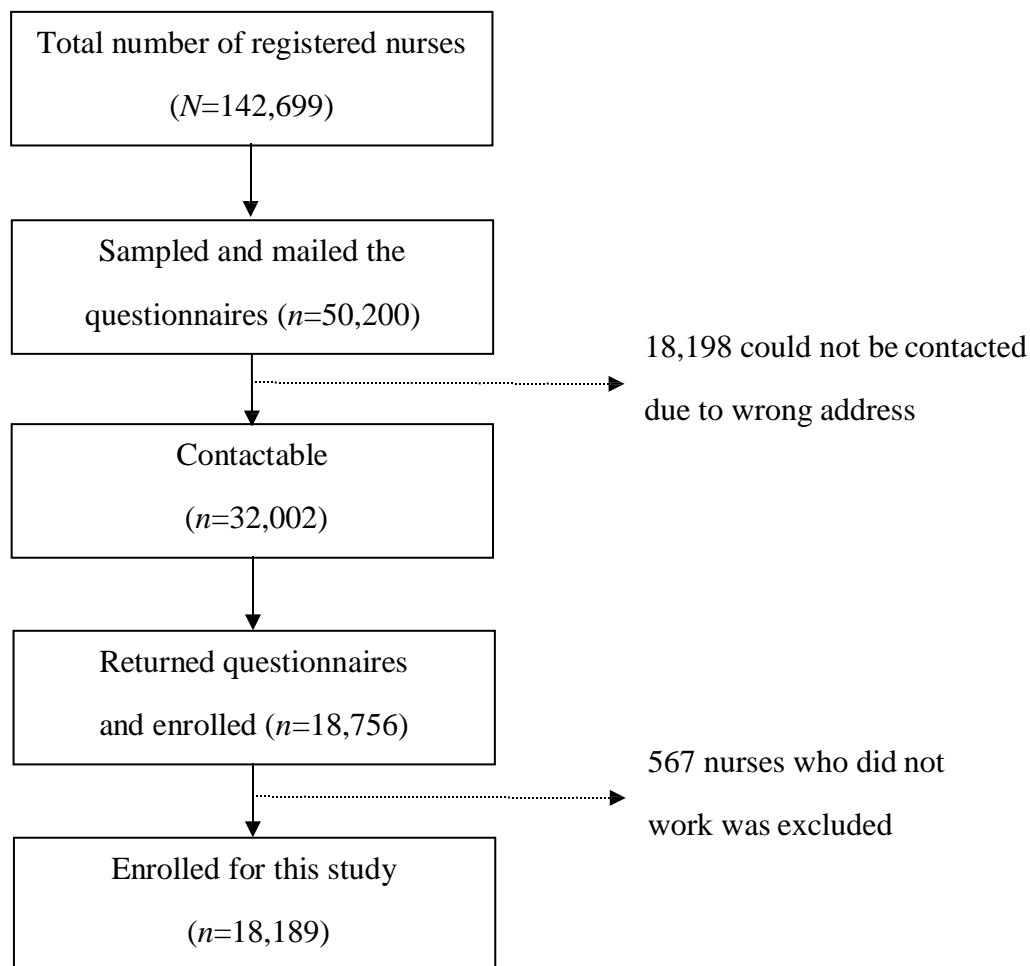 Total number of registered nurses
(N=142,699)
Sampled and mailed the
questionnaires (n=50,200)
18,198 could not be contacted
due to wrong address
Contactable
(n=32,002)
Returned questionnaires
and enrolled (n=18,756)
567 nurses who did not
work was excluded
Enrolled for this study
(n=18,189)